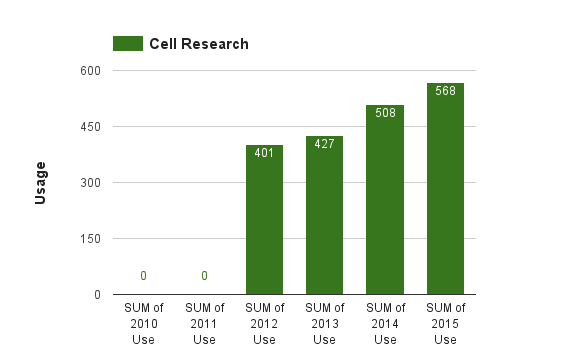 Cell Research
600
450
300
150
0
Usage
0
0
401
427
508
568
SUM of 2010 Use
SUM of 2011 Use
SUM of 2012 Use
SUM of 2013 Use
SUM of 2014 Use
SUM of 2015 Use